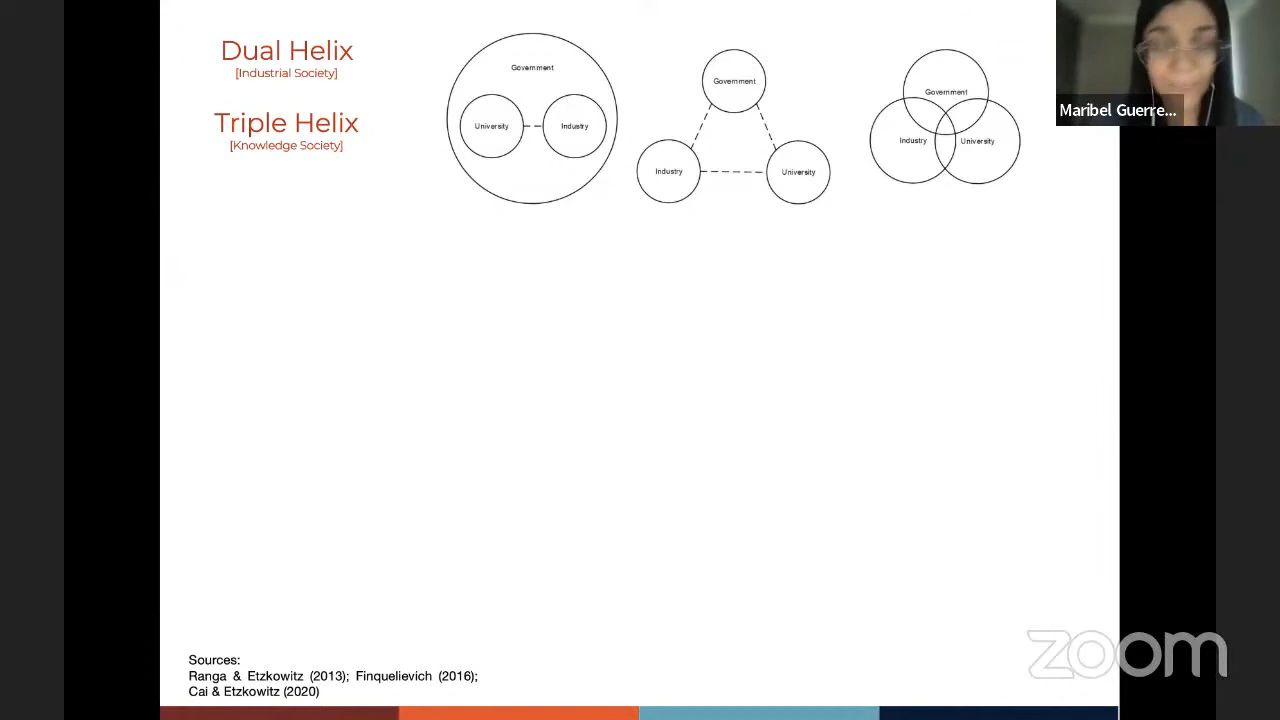 Dual Helix
[Industrial Society]
Triple Helix
[Knowledge Society]
Government
University
Industry
Government
Industry
University
Government
Industry
University
Maribel Guerre...
Sources:
Ranga & Etzkowitz (2013); Finquelievich (2016);
Cai & Etzkowitz (2020)
zoom